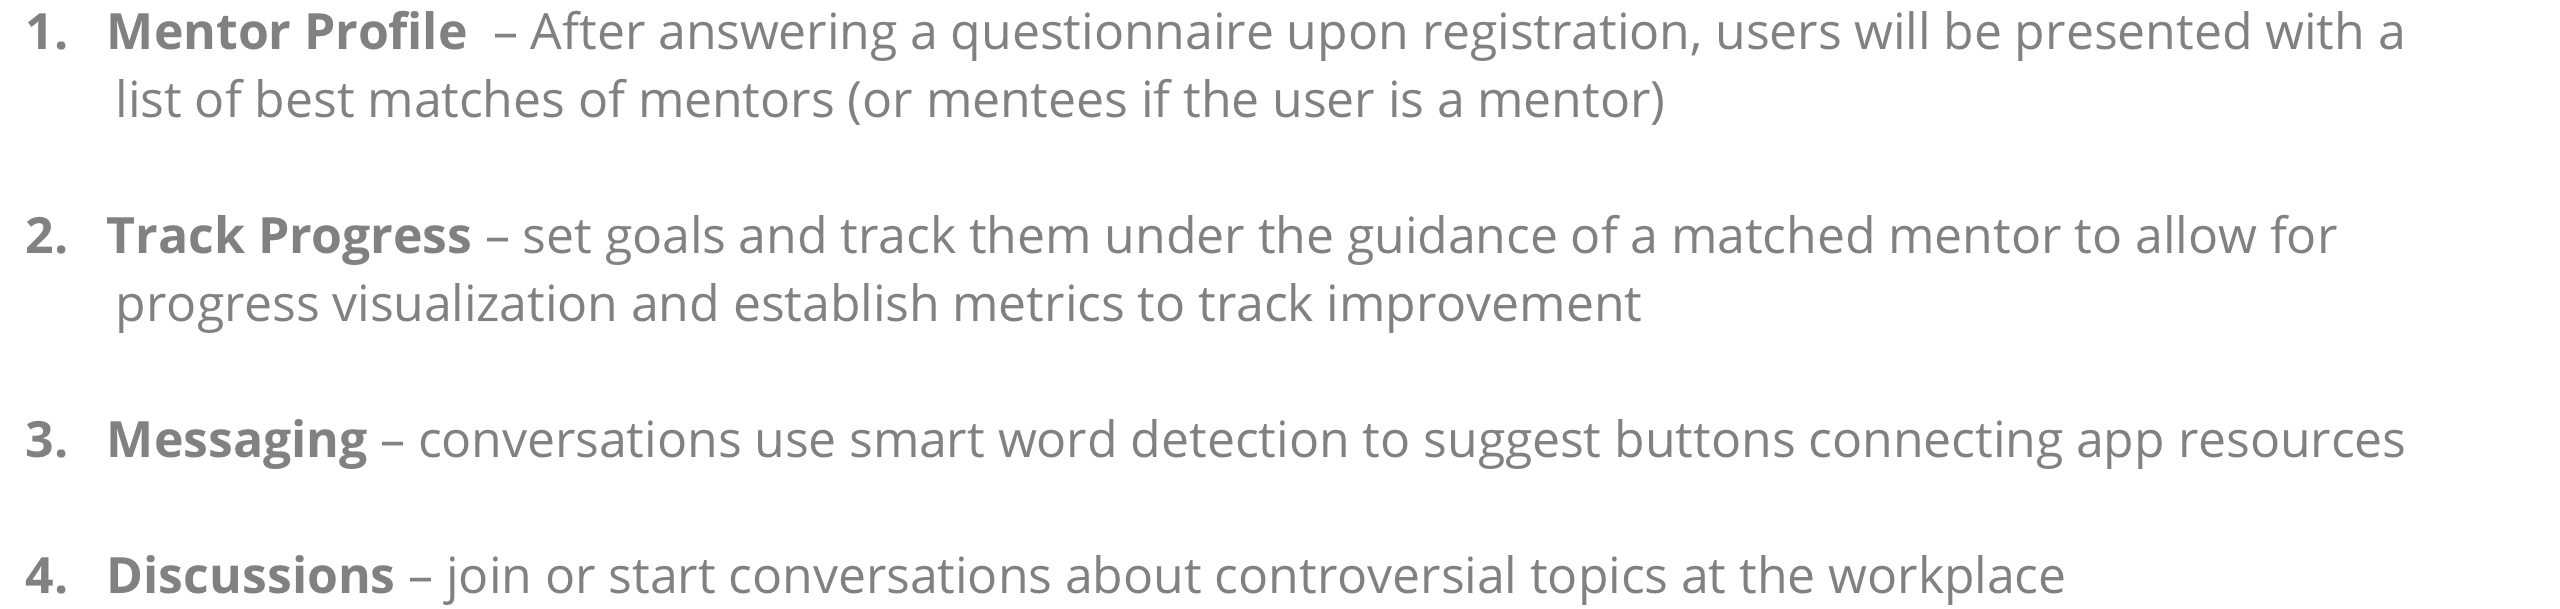 1. Mentor Profile – After answering a questionnaire upon registration, users will be presented with a
list of best matches of mentors (or mentees if the user is a mentor)
2. Track Progress – set goals and track them under the guidance of a matched mentor to allow for
progress visualization and establish metrics to track improvement
3. Messaging – conversations use smart word detection to suggest buttons connecting app resources
4. Discussions – join or start conversations about controversial topics at the workplace